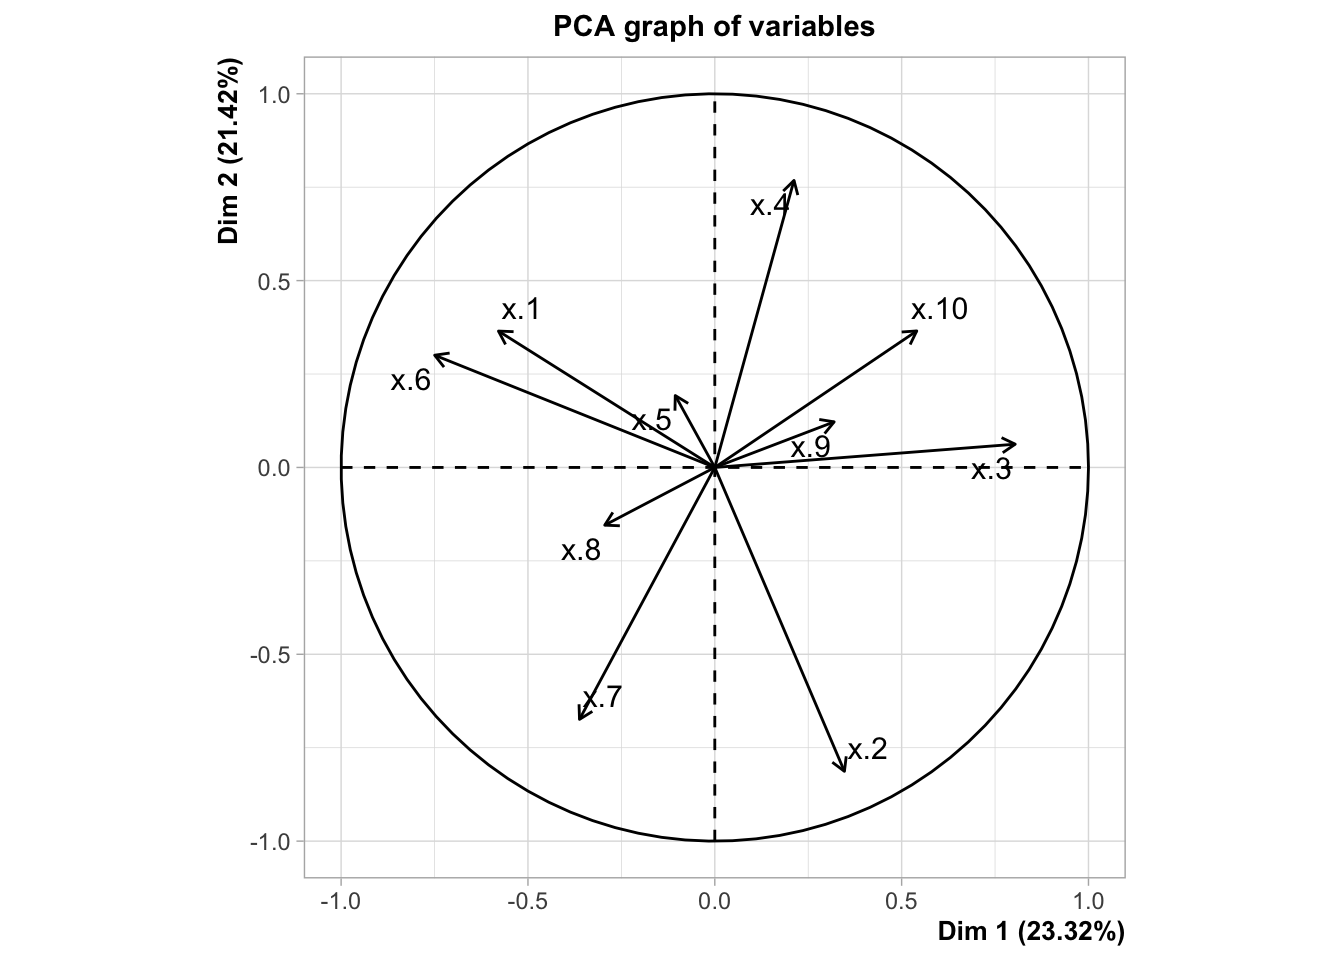 PCA graph of variables
Dim 2 (21.42%)
1.0
0.5
0.0
-0.5
-1.0
x.4
x.1
x.10
x.6
x.5
x.9
x.3
x.8
x.7
x.2
-1.0
-0.5
0.0
0.5
1.0
Dim 1 (23.32%)